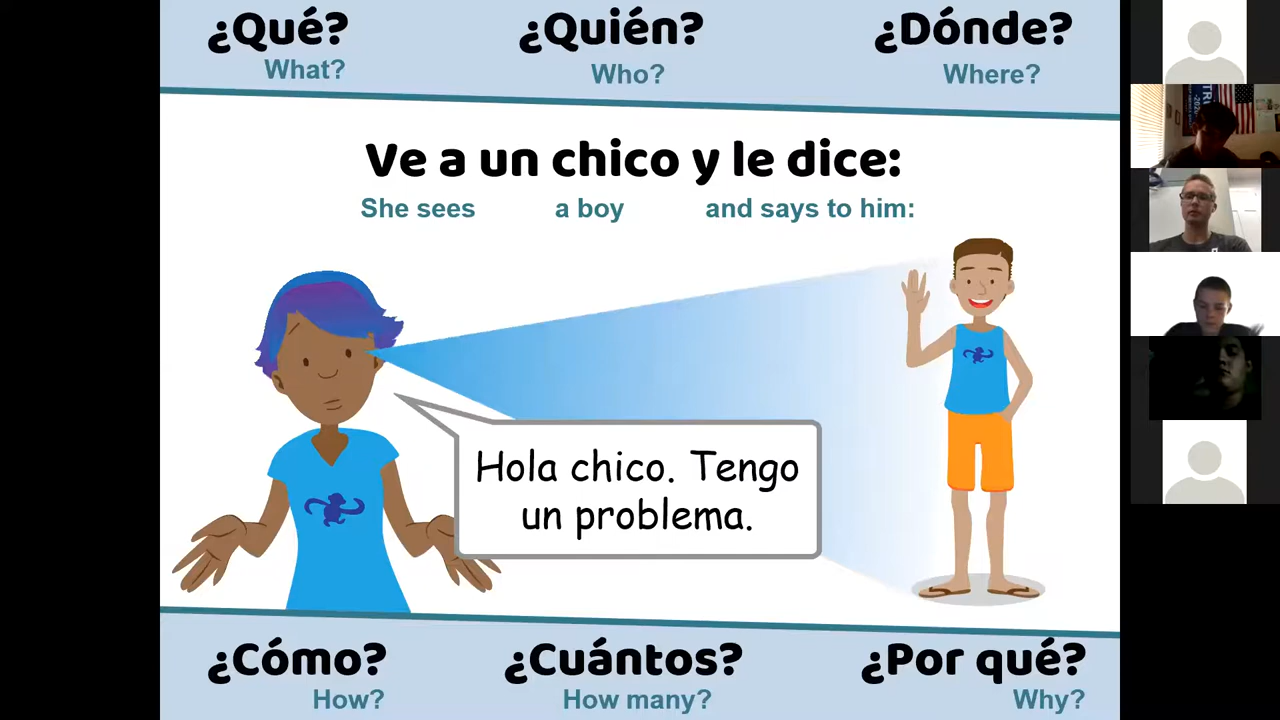 ¿Qué? ¿Quién? ¿Dónde?
What? Who? Where?
Ve a un chico y le dice:
She sees a boy and says to him:
Hola chico. Tengo
un problema.
¿Cómo? ¿Cuántos? ¿Por qué?
How? How many? Why?